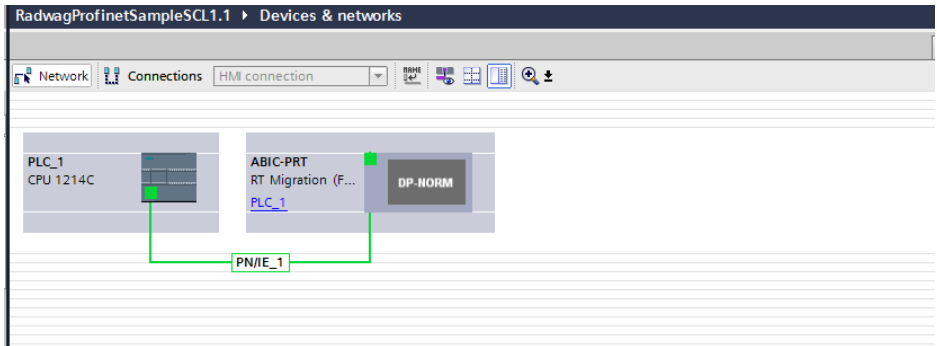 RadwagProfinetSampleSCL1.1 ▸ Devices & networks
Network Connections HMI connection
PLC_1
CPU 1214C
ABIC-PRT
RT Migration (F...
PLC_1
DP-NORM
PN/IE_1